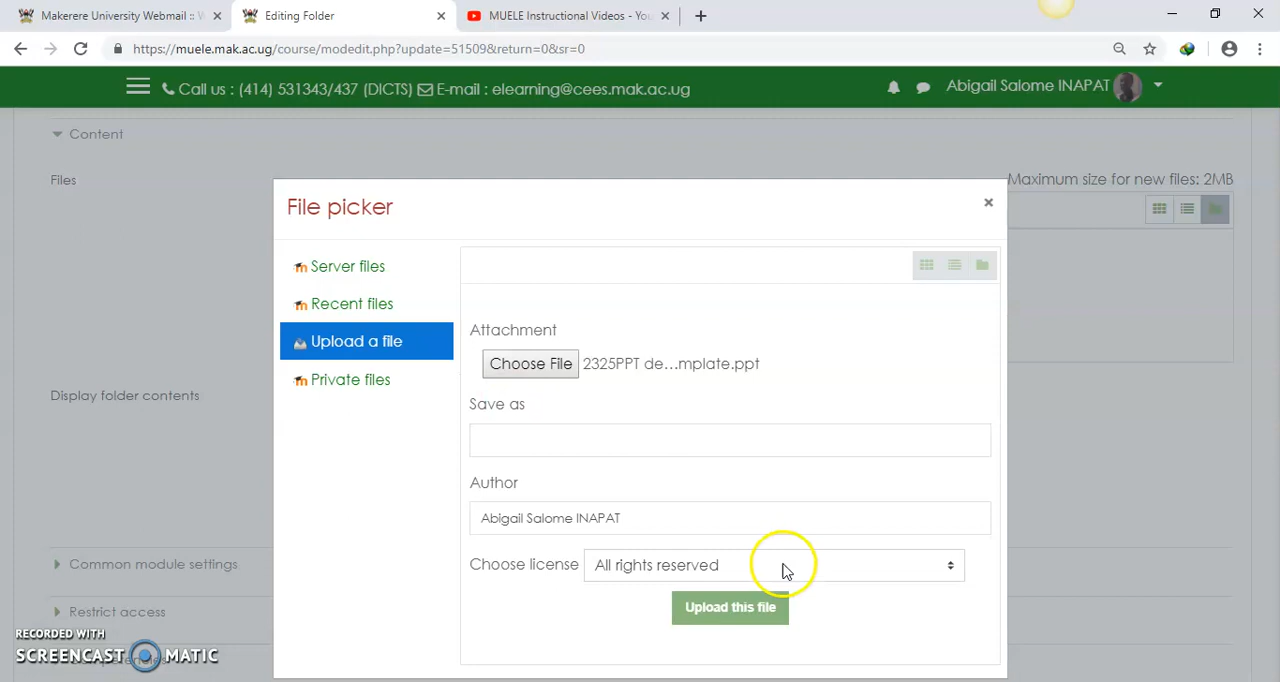 Makerere University Webmail :: W
Editing Folder
MUELE Instructional Videos - You
https://muele.mak.ac.ug/course/modedit.php?update=51509&return=0&sr=0
Call us : (414) 531343/437 (DICTS) E-mail : elearning@cees.mak.ac.ug
Abigail Salome INAPAT
Content
Files
Maximum size for new files: 2MB
File picker
Server files
Recent files
Upload a file
Private files
Attachment
Choose File 2325PPT de...mplate.ppt
Save as
Display folder contents
Author
Abigail Salome INAPAT
Choose license All rights reserved
Upload this file
Common module settings
Restrict access
RECORDED WITH
SCREENCAST MATIC